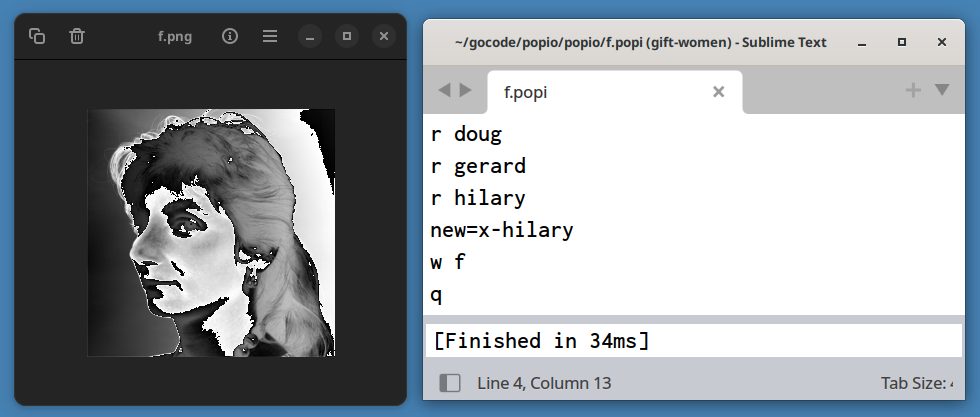 f.png
~/gocode/popio/popio/f.popi (gift-women) - Sublime Text
f.popi
r doug
r gerard
r hilary
new=x-hilary
w f
q
[Finished in 34ms]
Line 4, Column 13
Tab Size: